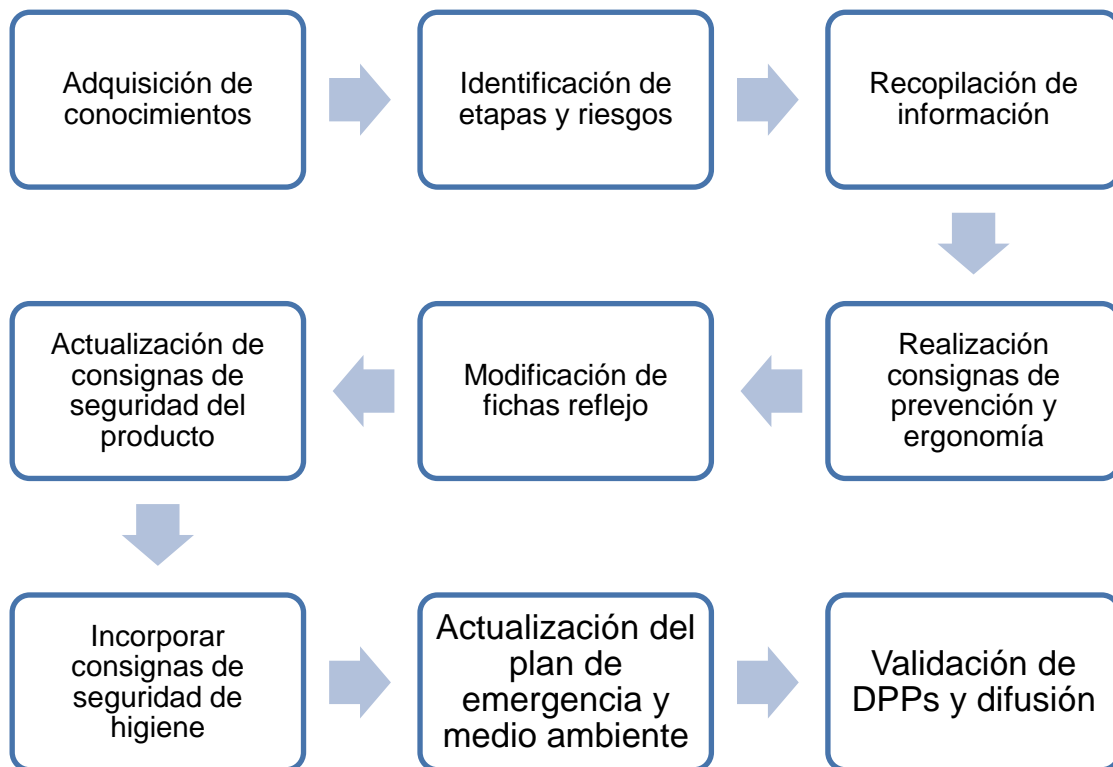 Adquisición de
conocimientos
Identificación de
etapas y riesgos
Recopilación de
información
Realización
consignas de
prevención y
ergonomía
Modificación de
fichas reflejo
Actualización de
consignas de
seguridad del
producto
Incorporar
consignas de
seguridad de
higiene
Actualización del
plan de
emergencia y
medio ambiente
Validación de
DPPs y difusión